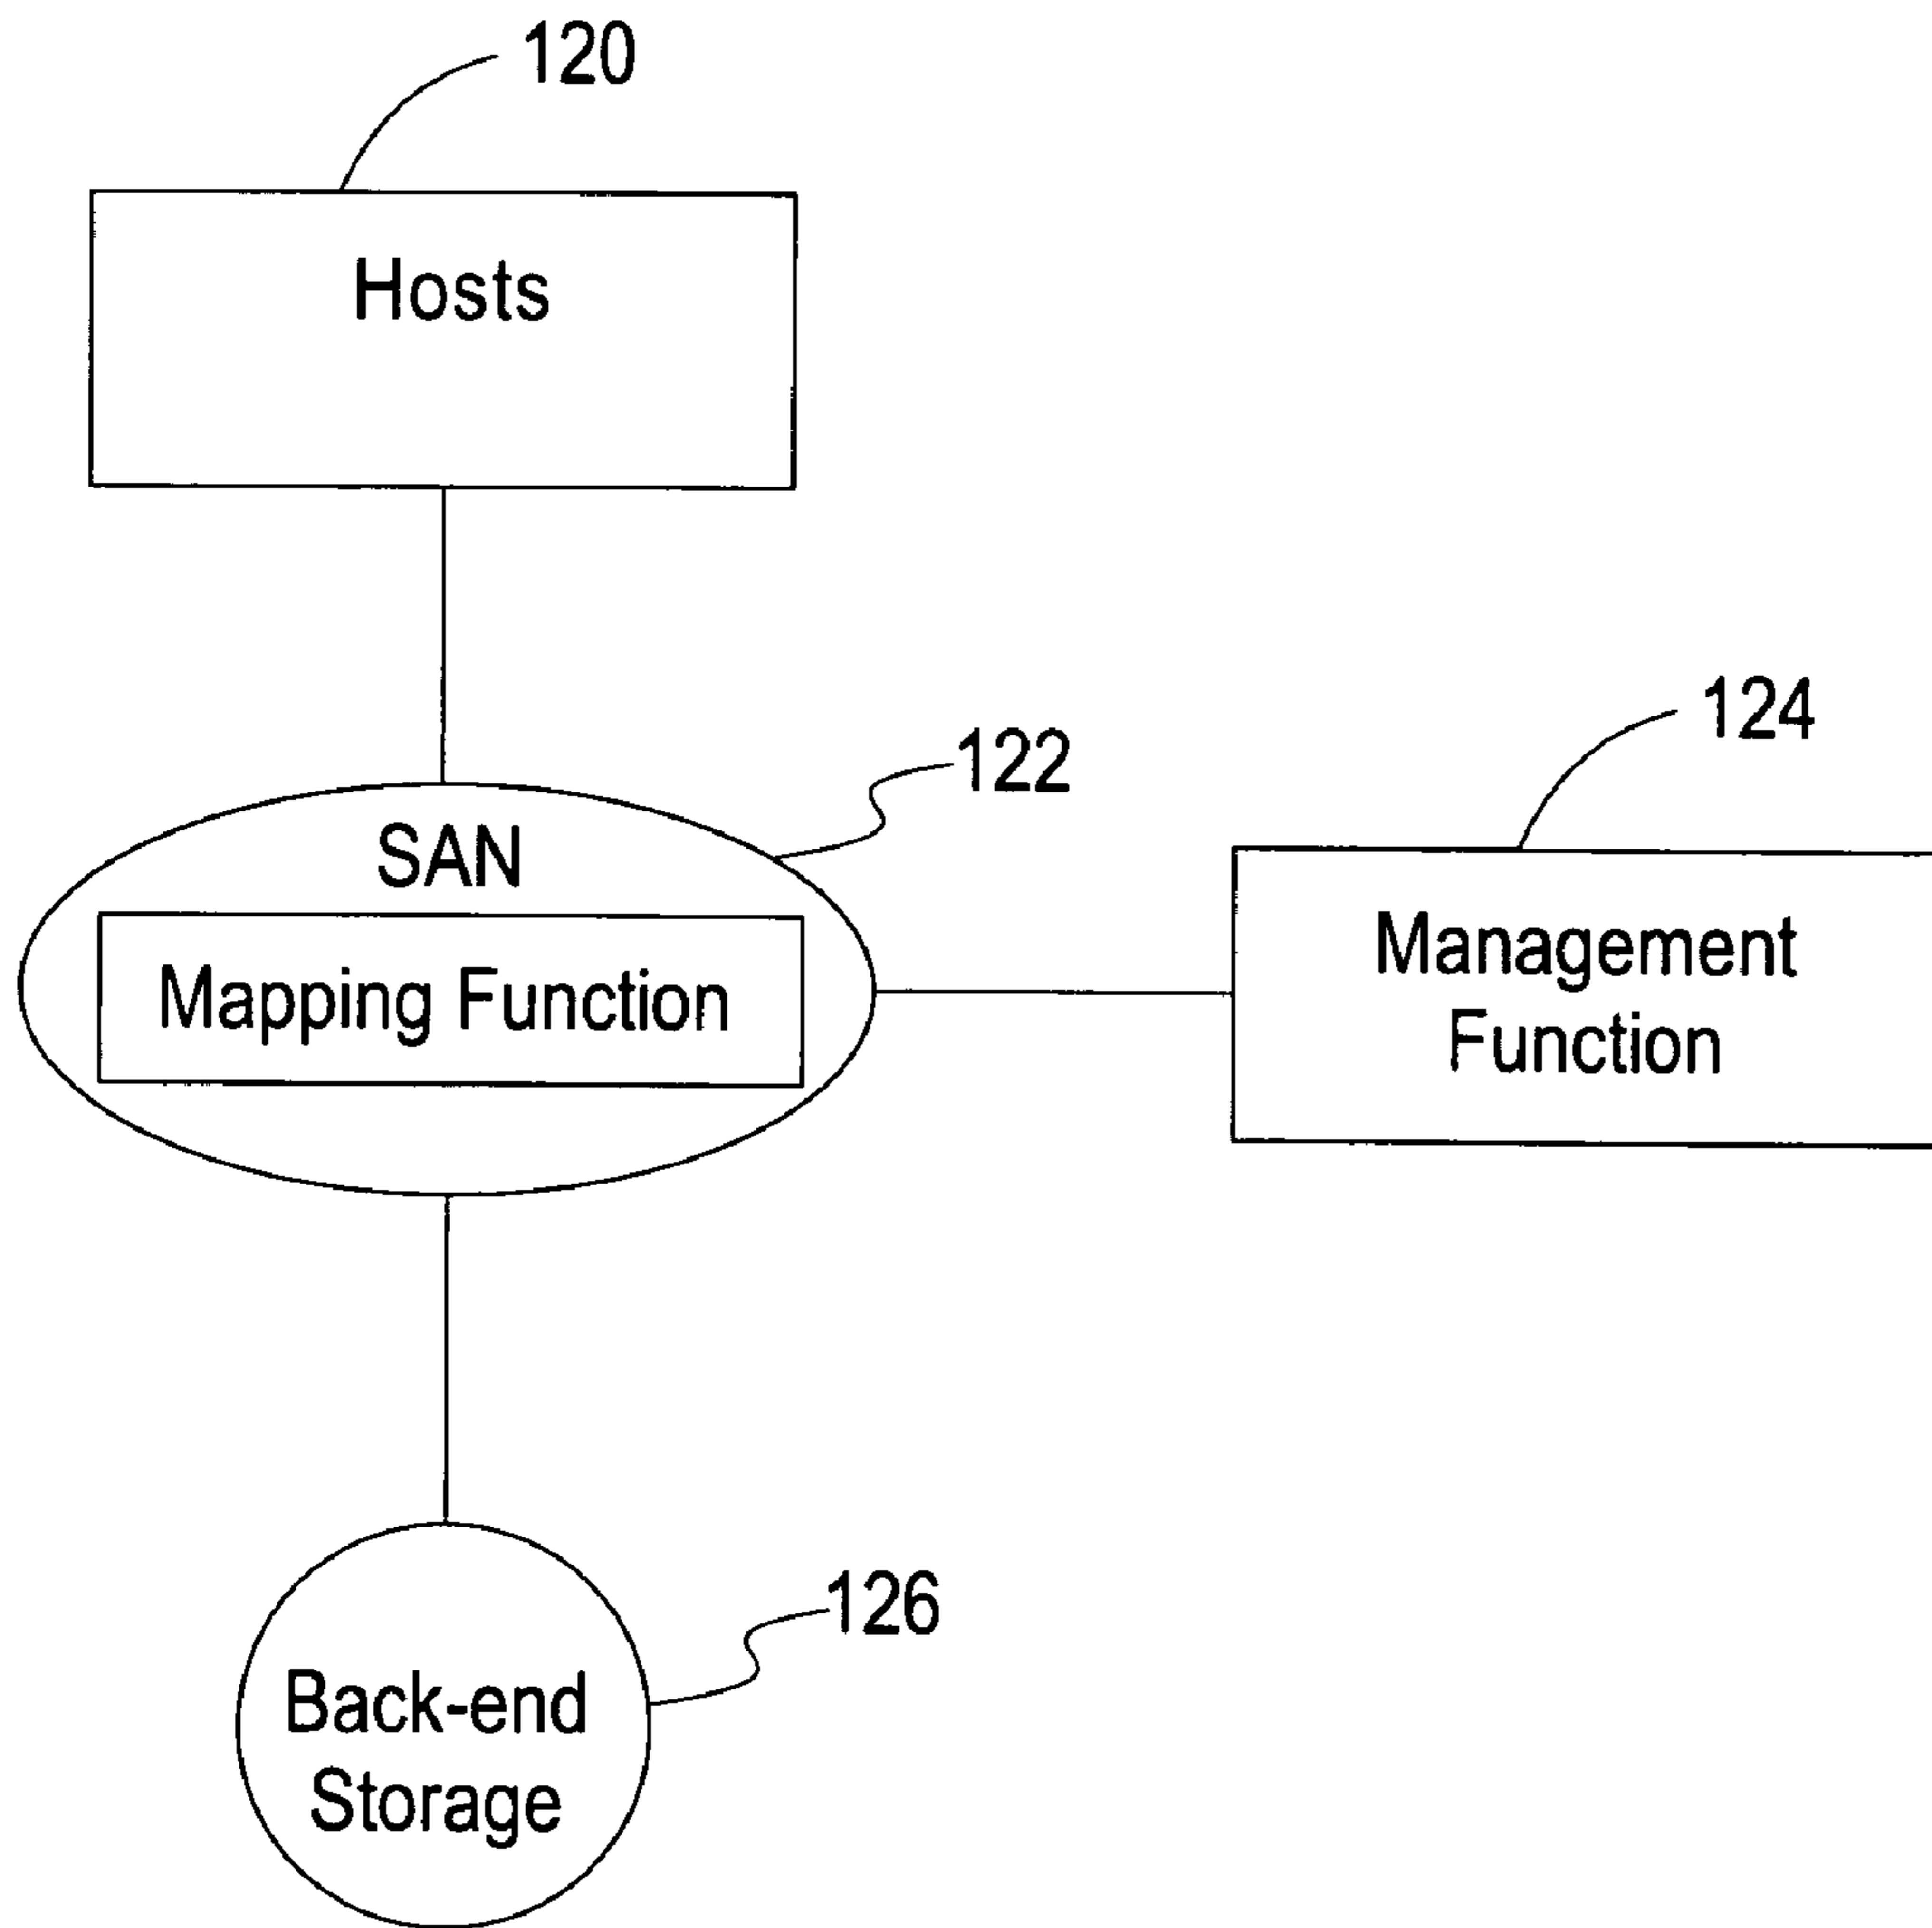 120
Hosts
122
124
SAN
Mapping Function
Management
Function
126
Back-end
Storage